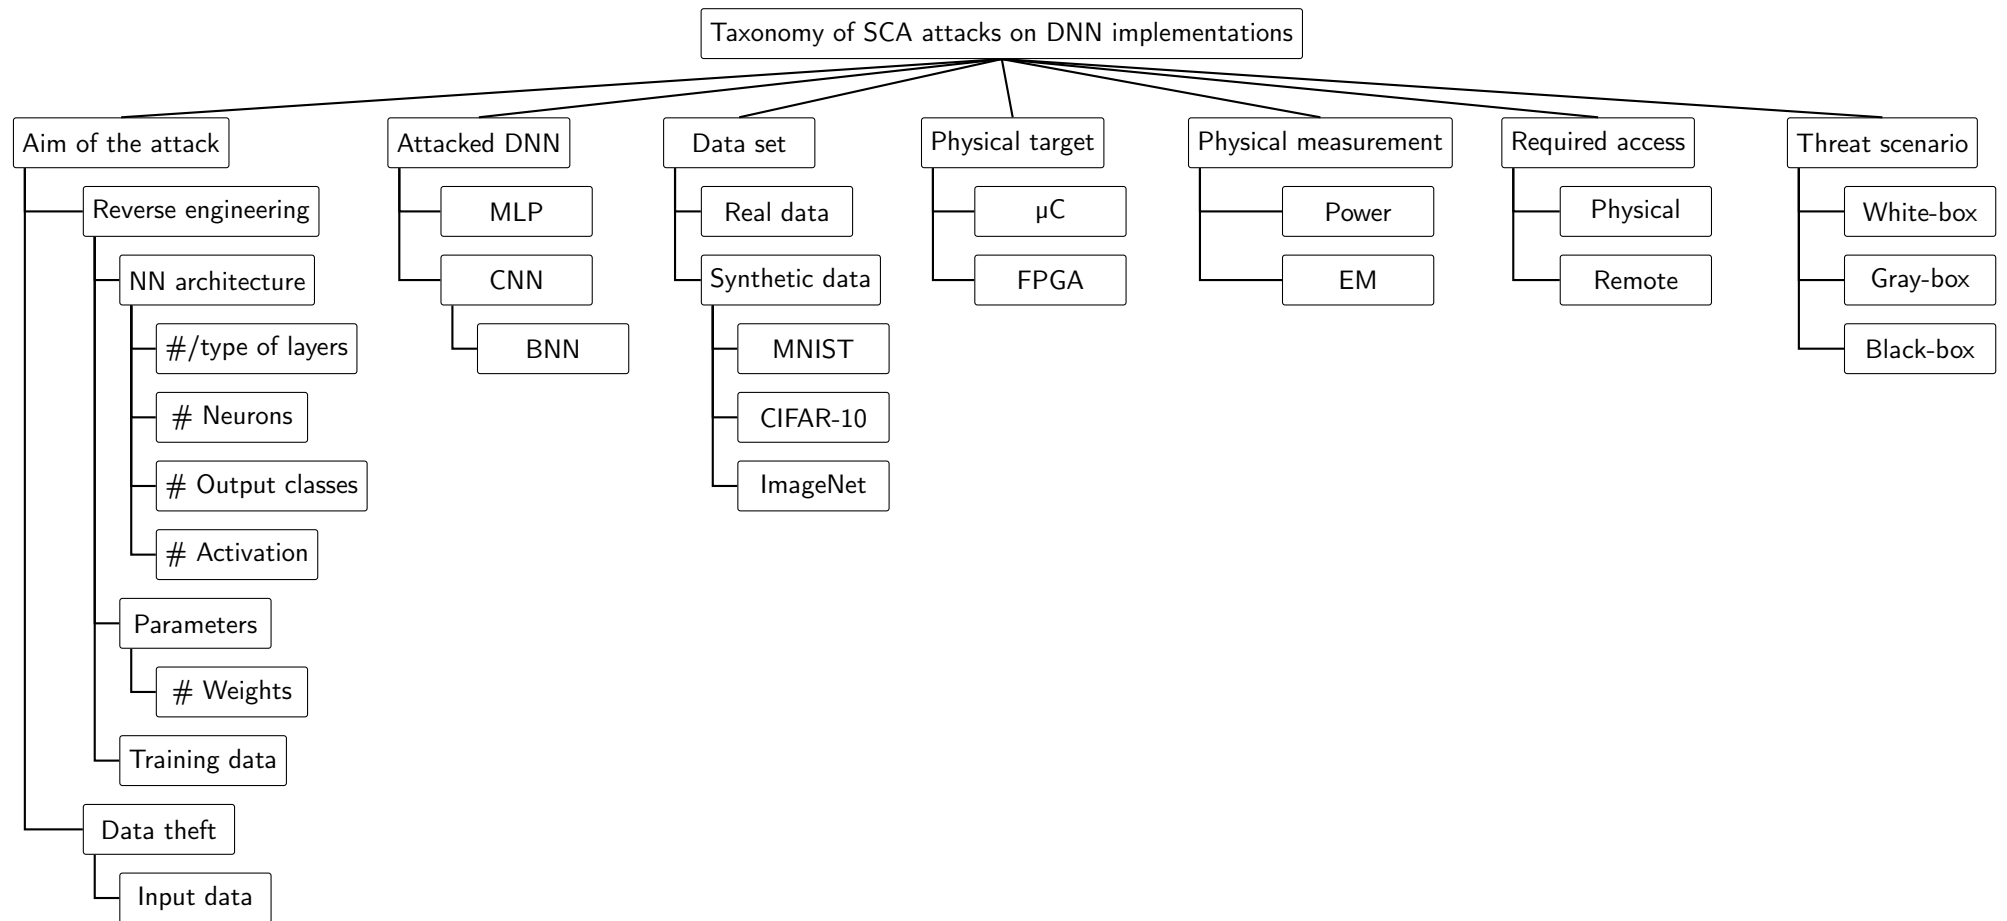 Taxonomy of SCA attacks on DNN implementations
Aim of the attack
Reverse engineering
NN architecture
#/type of layers
# Neurons
# Output classes
# Activation
Parameters
# Weights
Training data
Data theft
Input data
Attacked DNN
MLP
CNN
BNN
Data set
Real data
Synthetic data
MNIST
CIFAR-10
ImageNet
Physical target
µC
FPGA
Physical measurement
Power
EM
Required access
Physical
Remote
Threat scenario
White-box
Gray-box
Black-box